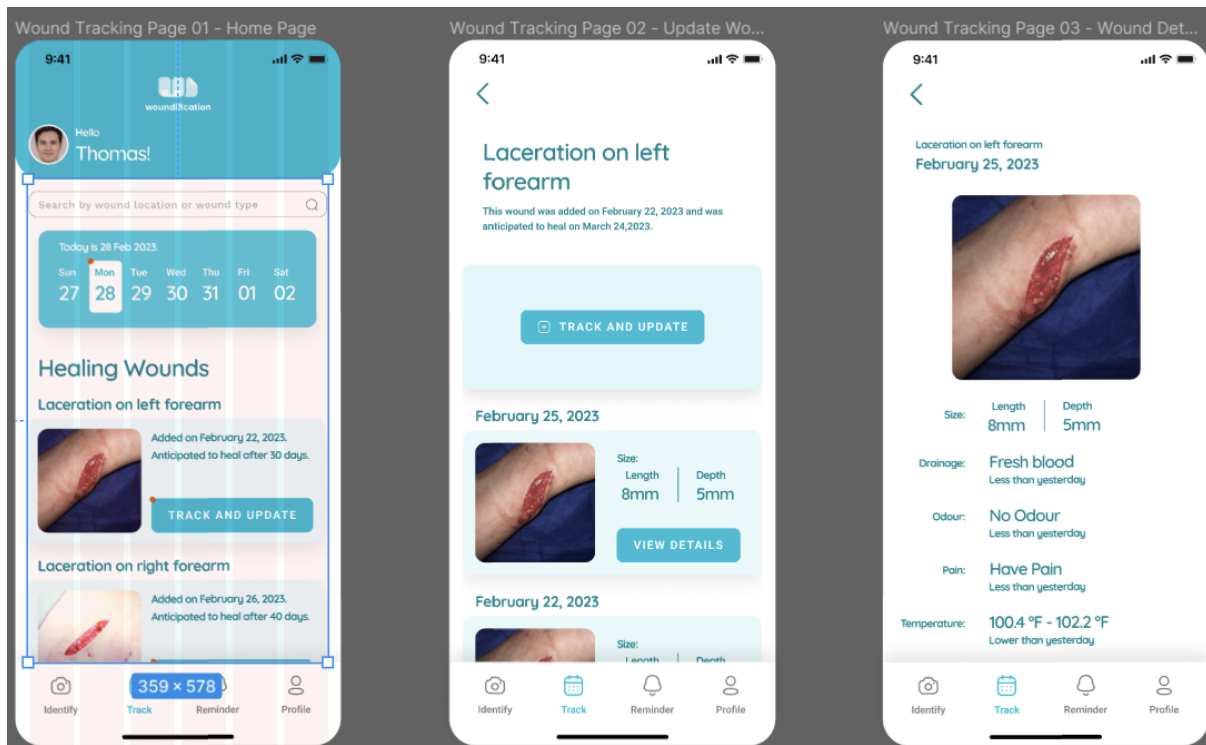 Wound Tracking Page 01 - Home Page
9:41
woundification
Hello
Thomas!
Search by wound location or wound type
Today is 28 Feb 2023.
Sun Mon Tue Wed Thu Fri Sat
27 28 29 30 31 01 02
Healing Wounds
Laceration on left forearm
Added on February 22, 2023.
Anticipated to heal after 30 days.
TRACK AND UPDATE
Laceration on right forearm
Added on February 26, 2023.
Anticipated to heal after 40 days.
359 × 578
Identify Track Reminder Profile
Wound Tracking Page 02 - Update Wo...
9:41
Laceration on left
forearm
This wound was added on February 22, 2023 and was
anticipated to heal on March 24,2023.
TRACK AND UPDATE
February 25, 2023
Size:
Length Depth
8mm 5mm
VIEW DETAILS
February 22, 2023
Size:
Length Depth
Identify Track Reminder Profile
Wound Tracking Page 03 - Wound Det...
9:41
Laceration on left forearm
February 25, 2023
Size: Length Depth
8mm 5mm
Drainage: Fresh blood
Less than yesterday
Odour: No Odour
Less than yesterday
Pain: Have Pain
Less than yesterday
Temperature: 100.4 ºF - 102.2 ºF
Lower than yesterday
Identify Track Reminder Profile